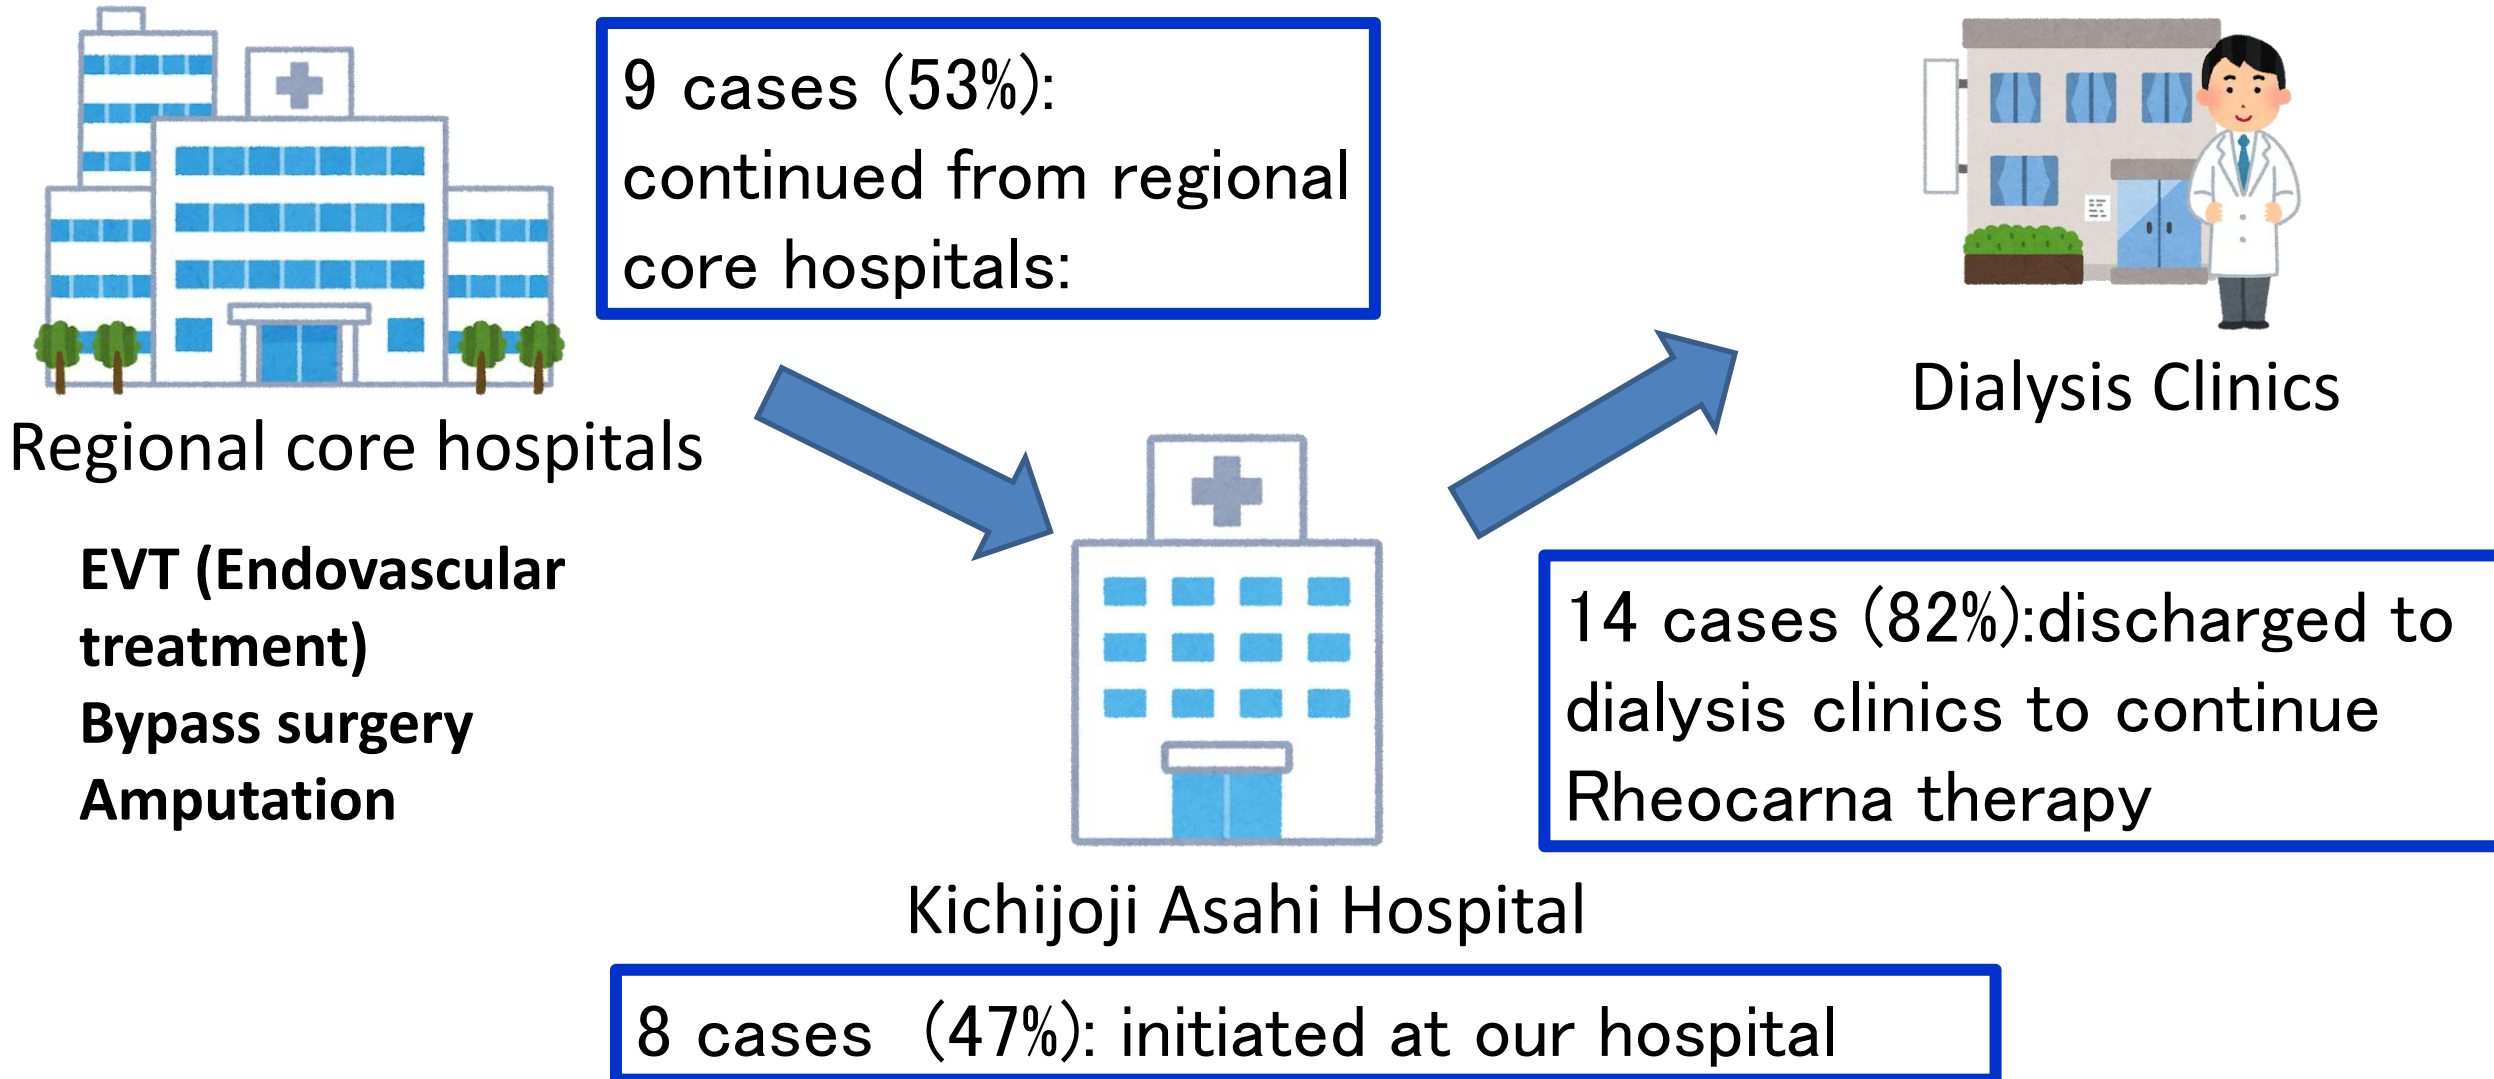 9 cases (53%):
continued from regional
core hospitals:
Dialysis Clinics
Regional core hospitals
EVT (Endovascular
treatment)
Bypass surgery
Amputation
14 cases (82%):discharged to
dialysis clinics to continue
Rheocarna therapy
Kichijoji Asahi Hospital
8 cases (47%): initiated at our hospital